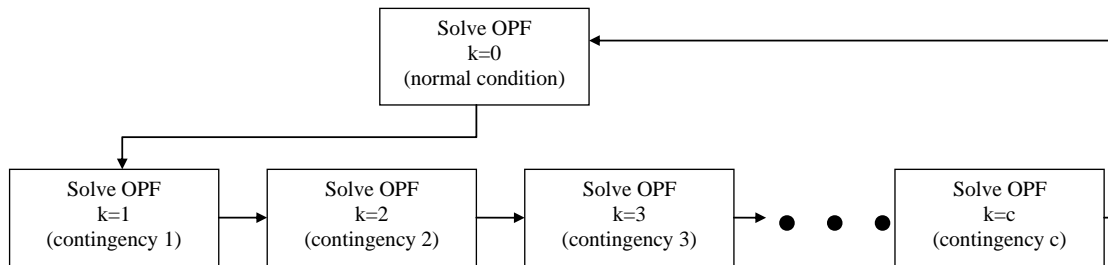 Solve OPF
k=0
(normal condition)
Solve OPF
k=1
(contingency 1)
Solve OPF
k=2
(contingency 2)
Solve OPF
k=3
(contingency 3)
Solve OPF
k=c
(contingency c)